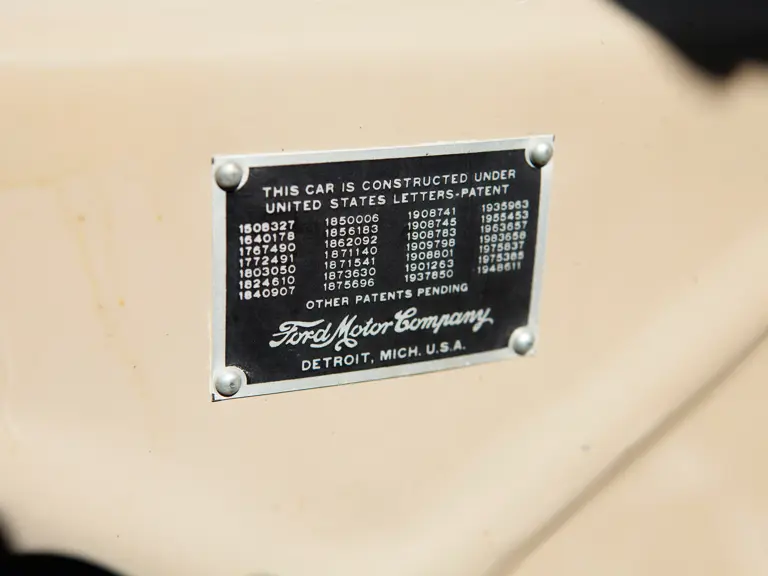 THIS CAR IS CONSTRUCTED UNDER
UNITED STATES LETTERS-PATENT
1508327 1850006 1908741 1935963
1640178 1856183 1908745 1955453
1767490 1862092 1908783 1963657
1772491 1871140 1909798 1983658
1803050 1871541 1908801 1975837
1824610 1873630 1901263 1975385
1840907 1875696 1937850 1948611
OTHER PATENTS PENDING
Ford Motor Company
DETROIT, MICH. U.S.A.